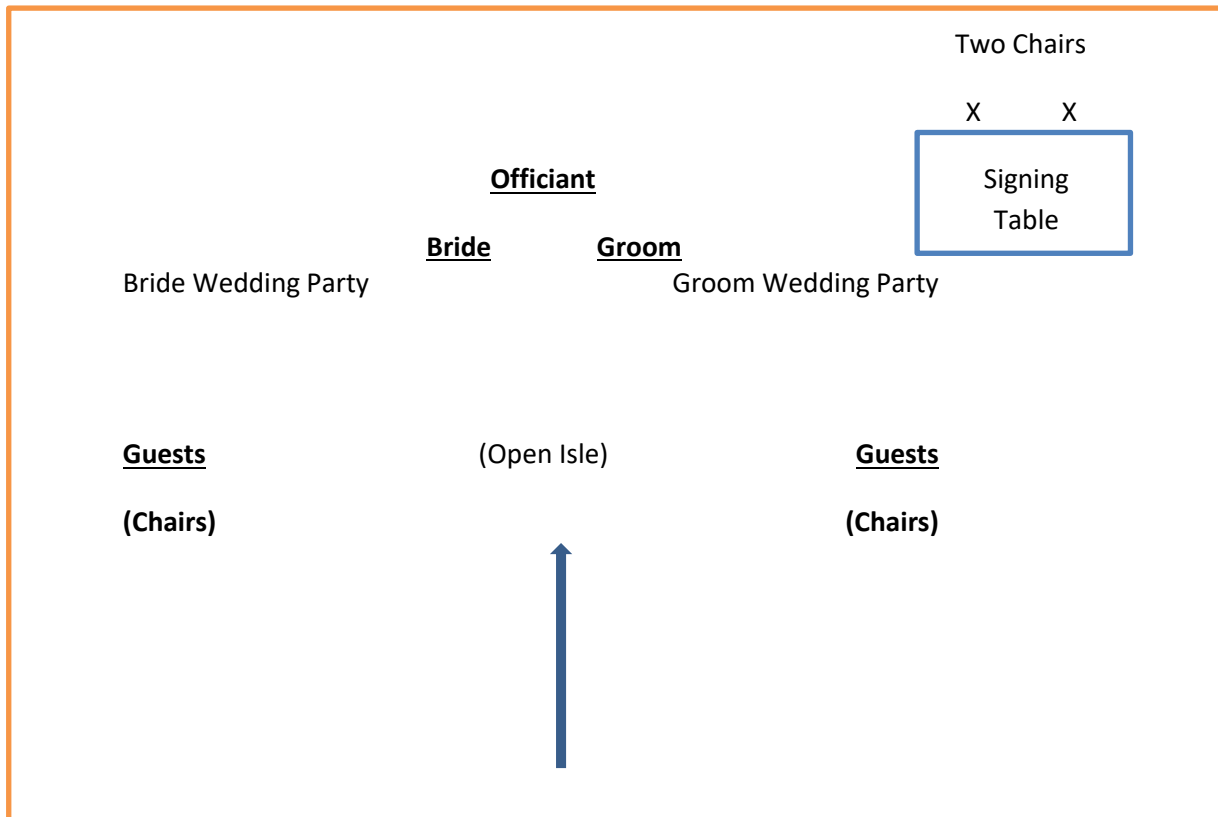 Two Chairs
X X
Officiant
Signing
Table
Bride Groom
Bride Wedding Party Groom Wedding Party
Guests (Open Isle) Guests
(Chairs) (Chairs)